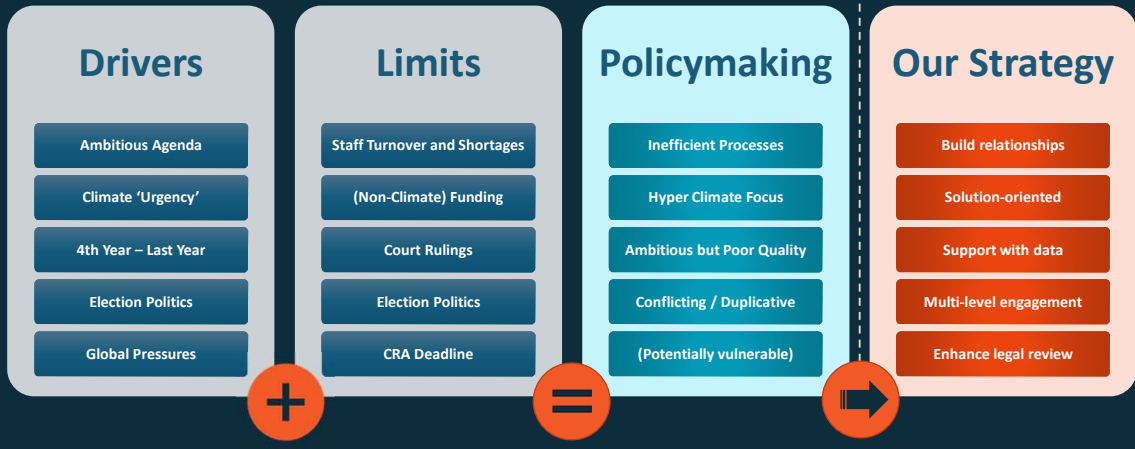 Drivers
Ambitious Agenda
Climate ‘Urgency’
4th Year – Last Year
Election Politics
Global Pressures
+
Limits
Staff Turnover and Shortages
(Non-Climate) Funding
Court Rulings
Election Politics
CRA Deadline
=
Policymaking
Inefficient Processes
Hyper Climate Focus
Ambitious but Poor Quality
Conflicting / Duplicative
(Potentially vulnerable)
Our Strategy
Build relationships
Solution-oriented
Support with data
Multi-level engagement
Enhance legal review